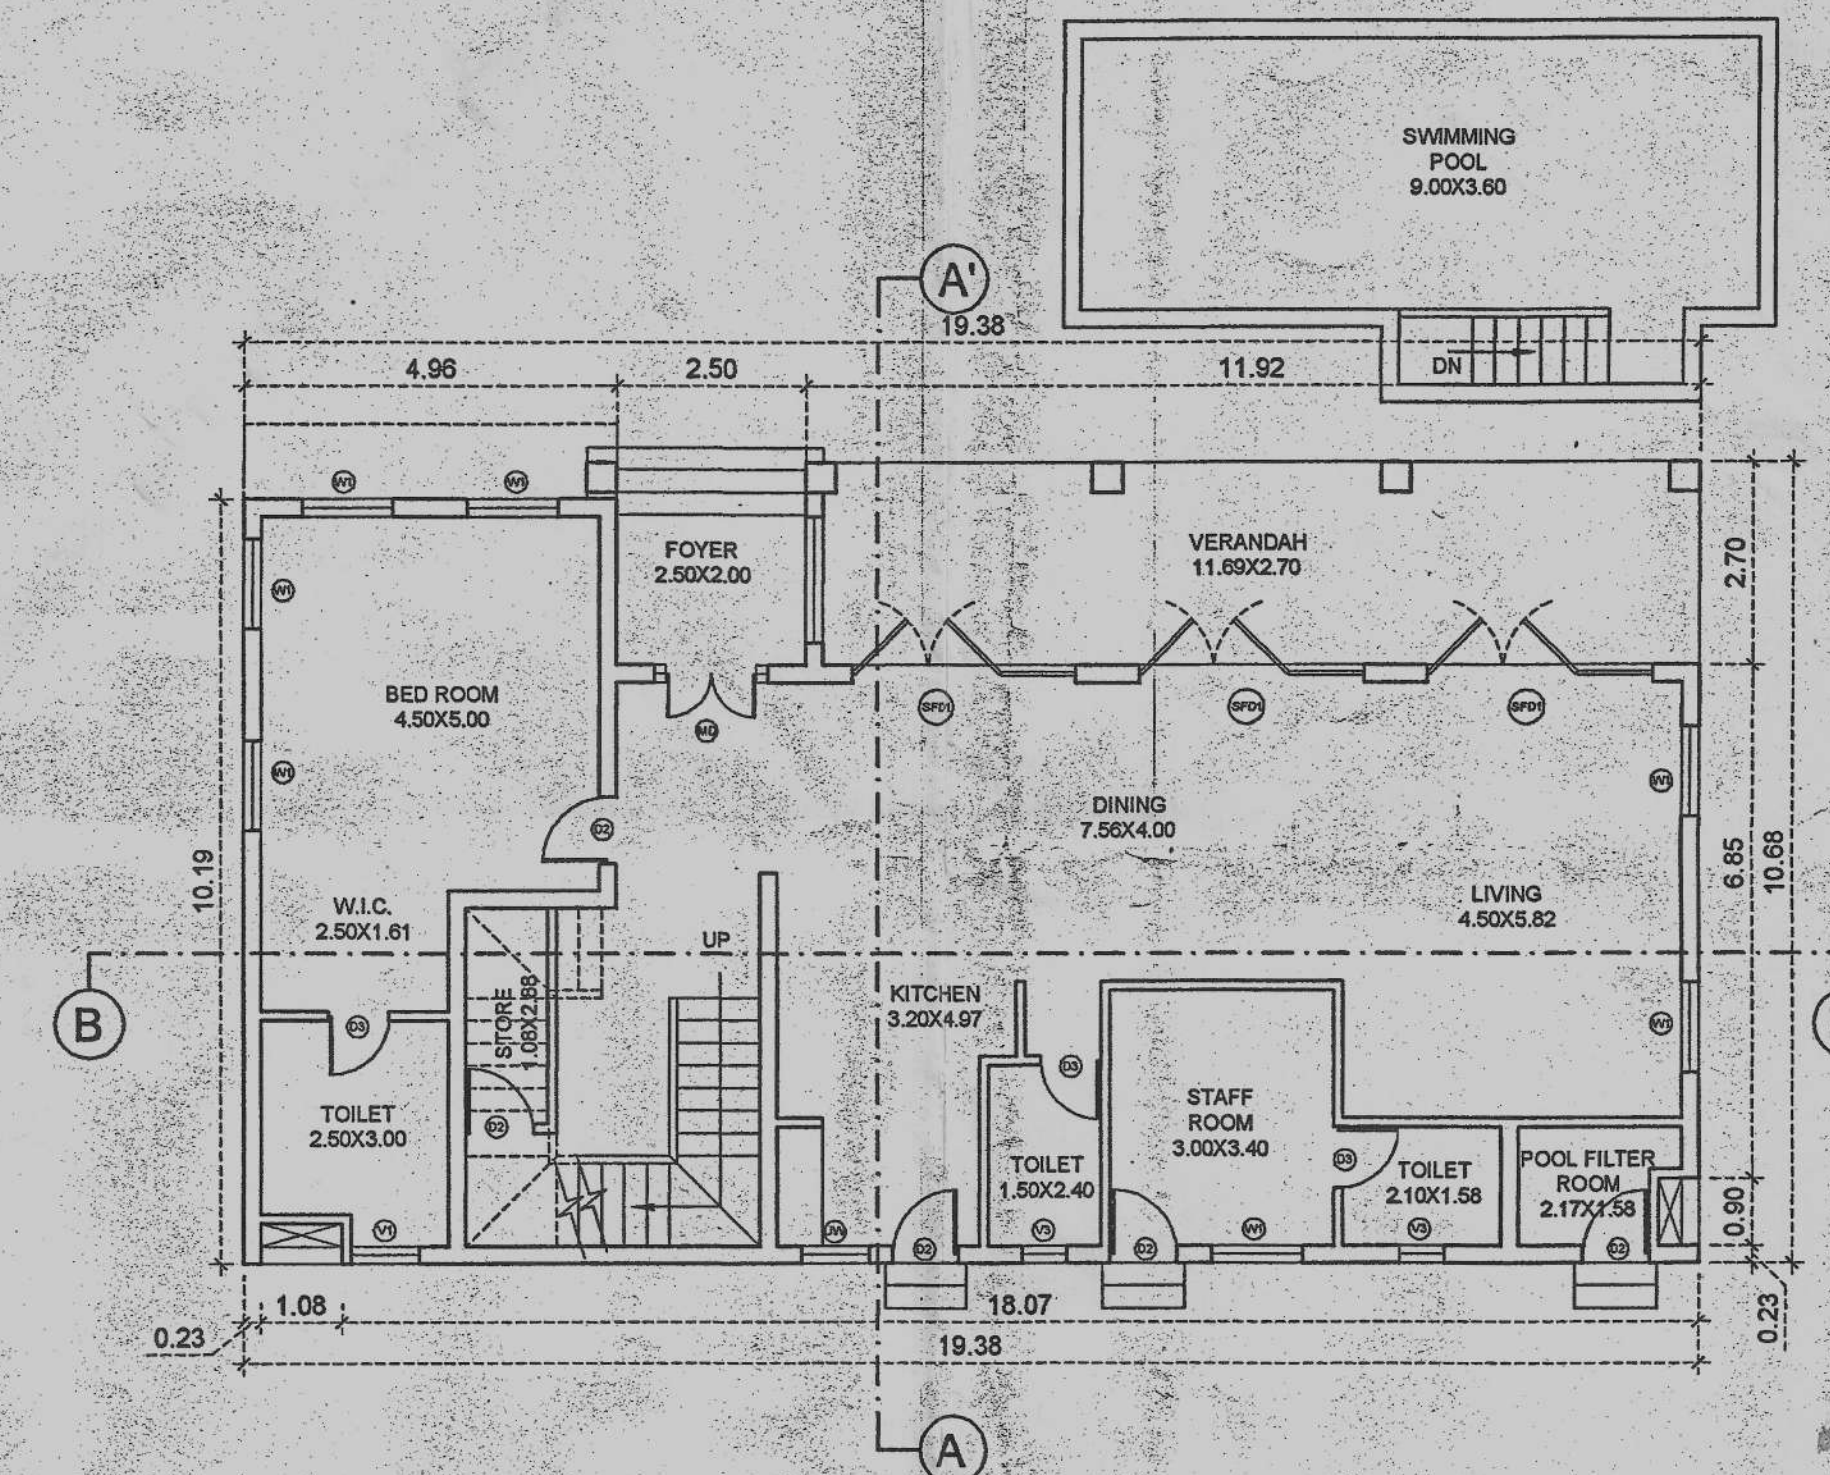 SWIMMING
POOL
9.00X3.60
A'
19.38
4.96
2.50
11.92
DN
W1
W1
FOYER
2.50X2.00
VERANDAH
11.69X2.70
2.70
W1
BED ROOM
4.50X5.00
MD
SFD1
SFD1
SFD1
W1
W1
DINING
7.56X4.00
D2
10.19
6.85
10.68
W.I.C.
2.50X1.61
LIVING
4.50X5.82
UP
B
KITCHEN
3.20X4.97
STORE
1.08X2.88
D3
W1
D3
TOILET
2.50X3.00
D2
STAFF
ROOM
3.00X3.40
TOILET
1.50X2.40
D3
TOILET
2.10X1.58
POOL FILTER
ROOM
2.17X1.58
0.90
V1
D2
V3
D2
W1
V3
D2
1.08
18.07
0.23
0.23
19.38
A